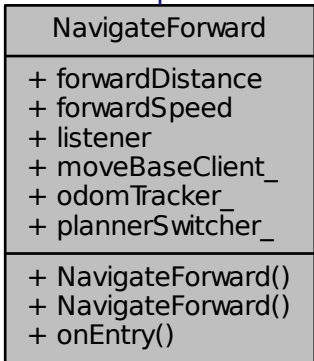 NavigateForward
+ forwardDistance
+ forwardSpeed
+ listener
+ moveBaseClient_
+ odomTracker_
+ plannerSwitcher_
+ NavigateForward()
+ NavigateForward()
+ onEntry()